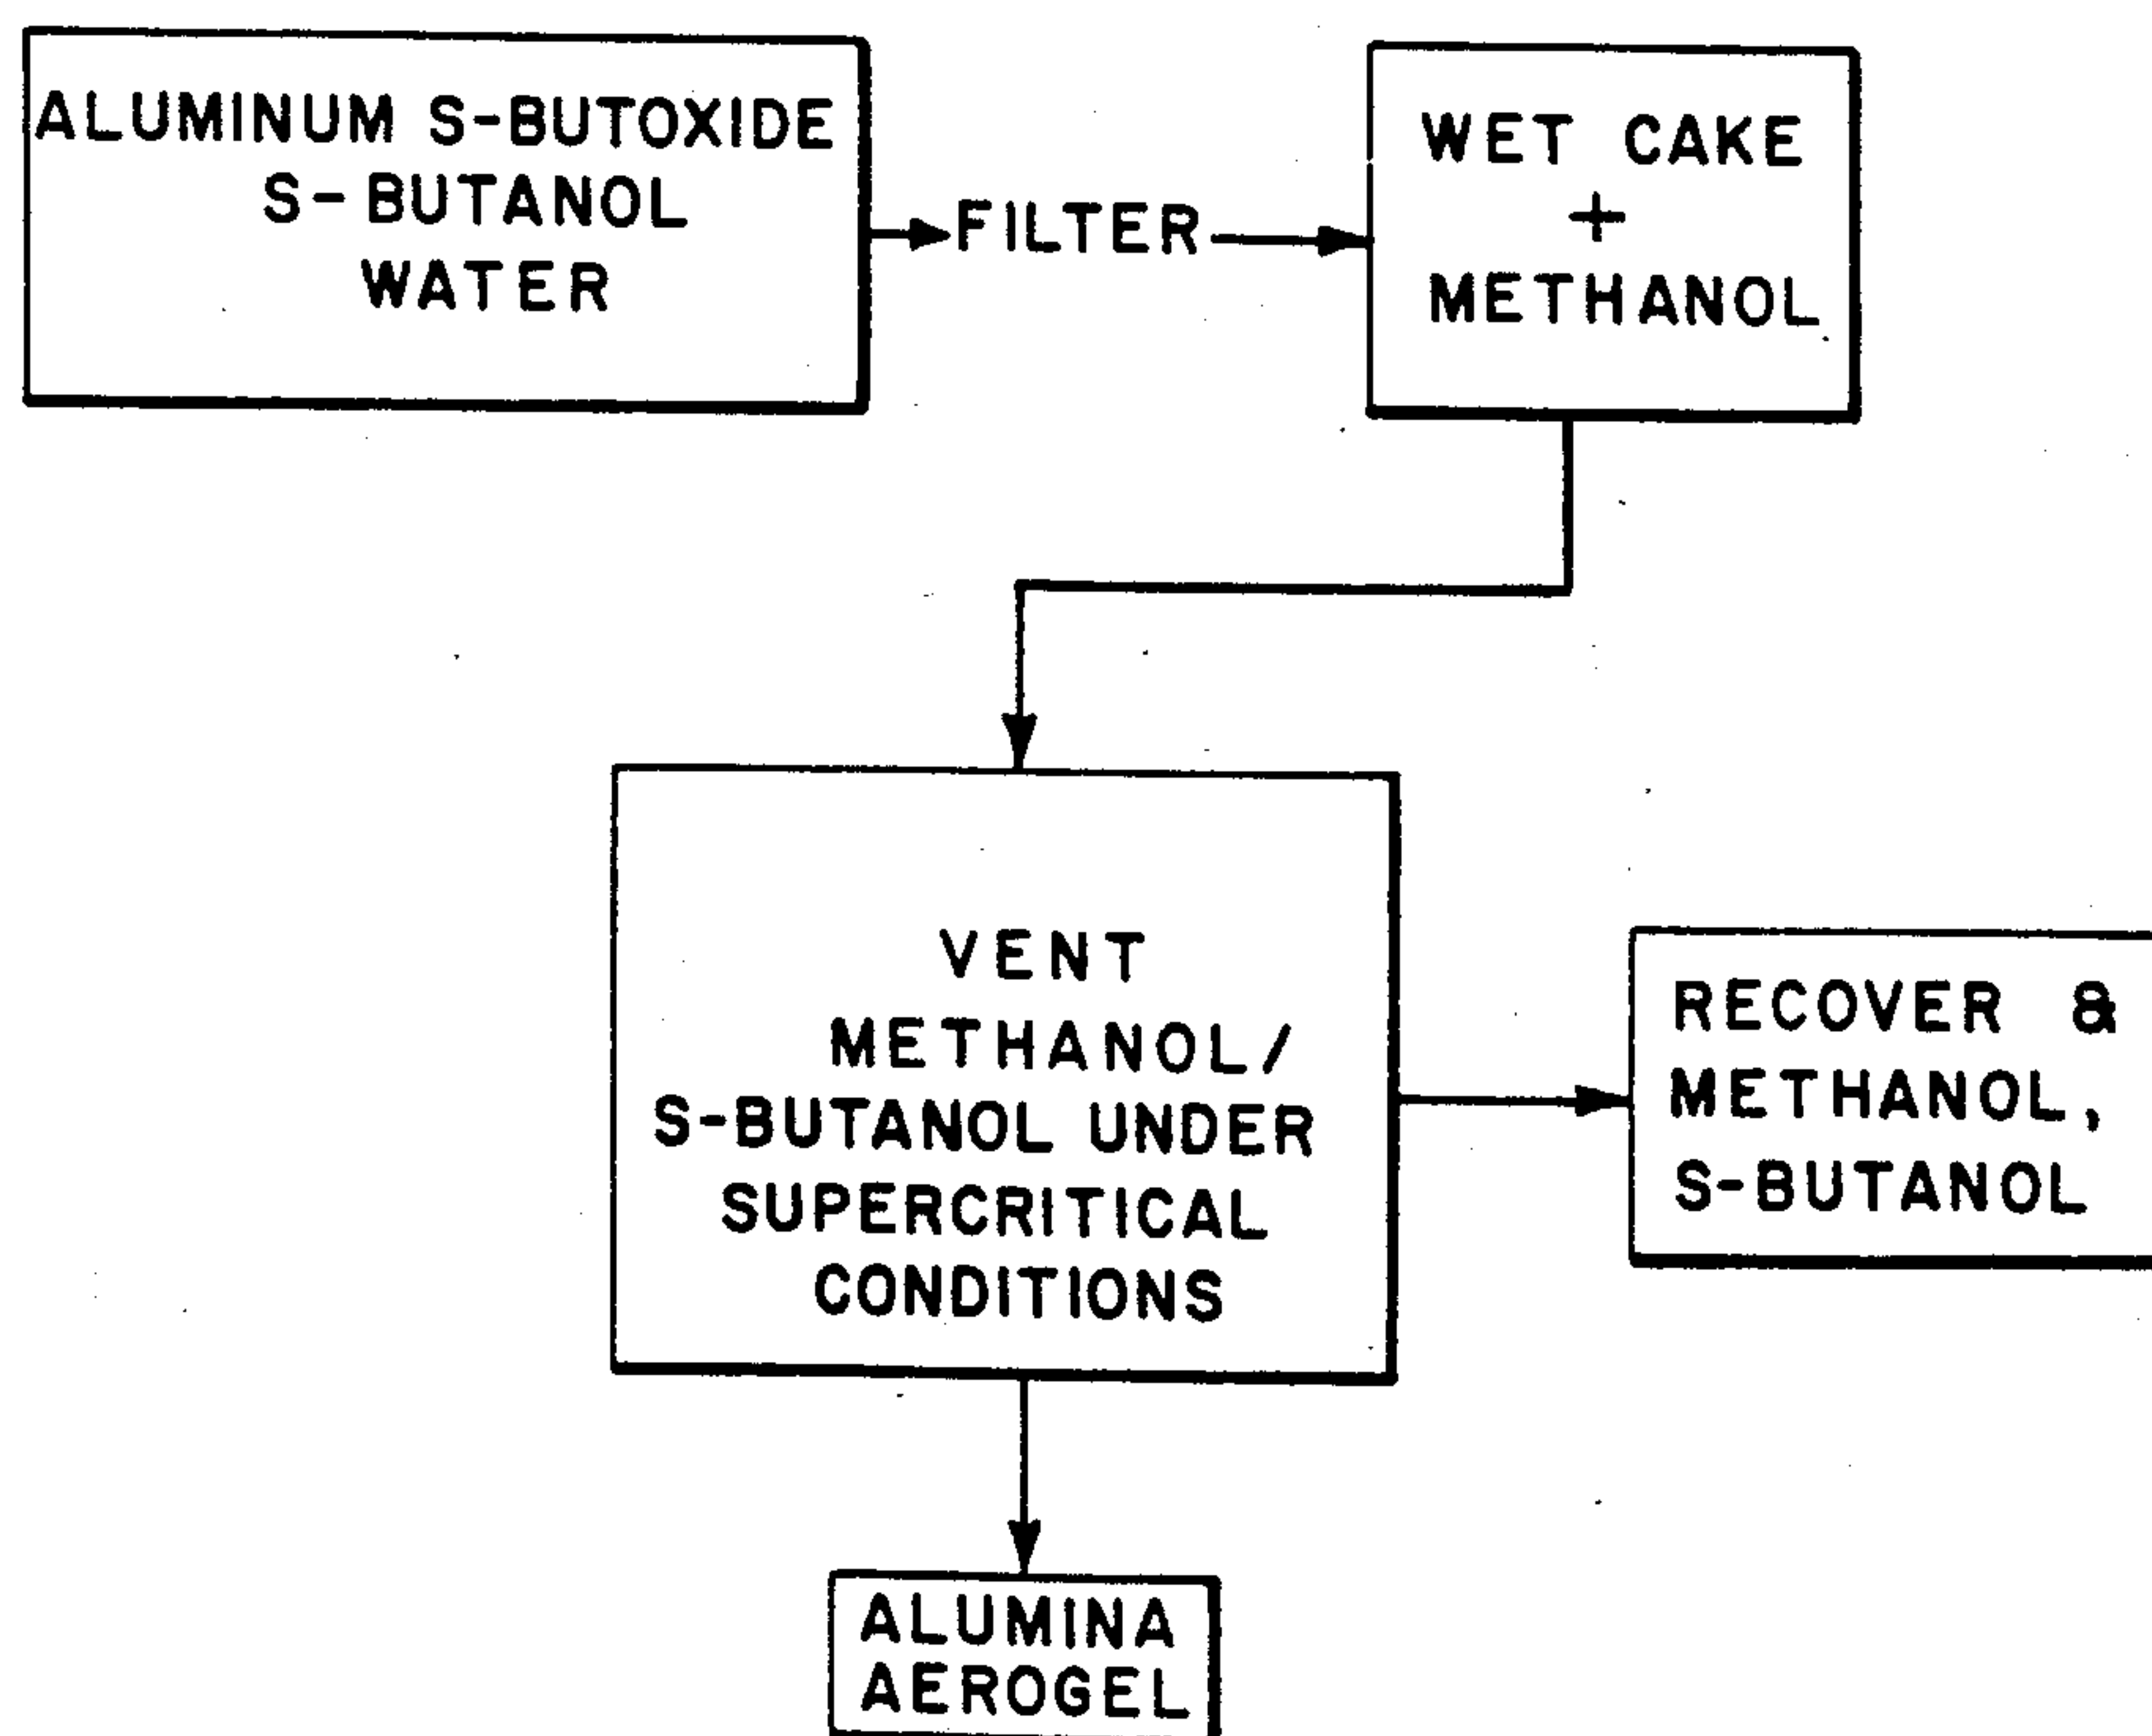 ALUMINUM S-BUTOXIDE
S-BUTANOL
WATER
FILTER
WET CAKE
+
METHANOL
VENT
METHANOL/
S-BUTANOL UNDER
SUPERCRITICAL
CONDITIONS
RECOVER &
METHANOL,
S-BUTANOL
ALUMINA
AEROGEL